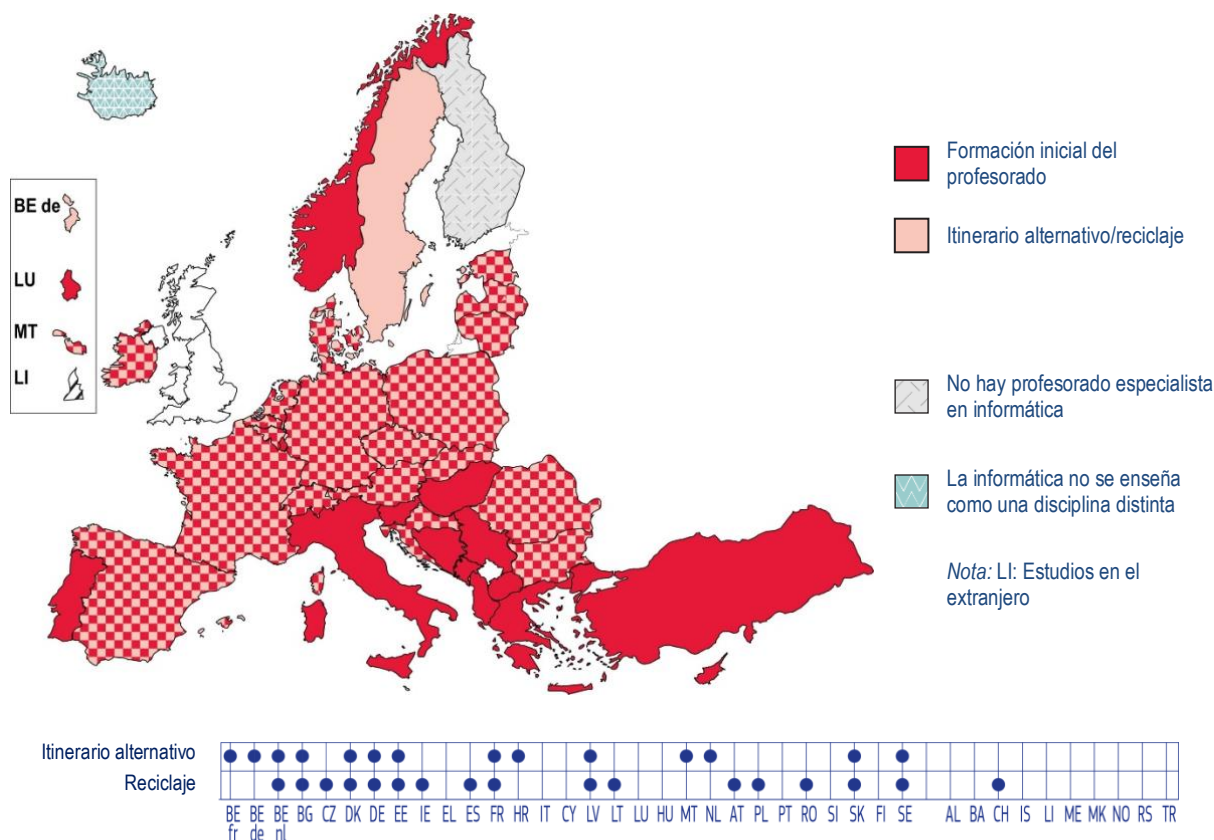 BE de
LU
MT
LI
Formación inicial del
profesorado
Itinerario alternativo/reciclaje
No hay profesorado especialista
en informática
La informática no se enseña
como una disciplina distinta
Nota: LI: Estudios en el
extranjero
Itinerario alternativo
Reciclaje
BE BE BE BG CZ DK DE EE IE EL ES FR HR IT CY LV LT LU HU MT NL AT PL PT RO SI SK FI SE AL BA CH IS LI ME MK NO RS TR
fr de nl